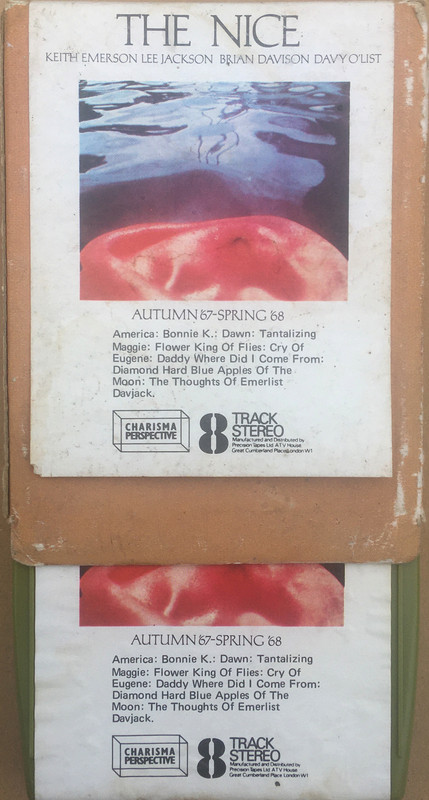 THE NICE
KEITH EMERSON LEE JACKSON BRIAN DAVISON DAVY O'LIST
AUTUMN '67-SPRING '68
America: Bonnie K.: Dawn: Tantalizing
Maggie: Flower King Of Flies: Cry Of
Eugene: Daddy Where Did I Come From:
Diamond Hard Blue Apples Of The
Moon: The Thoughts Of Emerlist
Davjack.
CHARISMA
PERSPECTIVE
8 TRACK
STEREO
Manufactured and Distributed by
Precision Tapes Ltd ATV House
Great Cumberland Place London W1
AUTUMN '67-SPRING '68
America: Bonnie K.: Dawn: Tantalizing
Maggie: Flower King Of Flies: Cry Of
Eugene: Daddy Where Did I Come From:
Diamond Hard Blue Apples Of The
Moon: The Thoughts Of Emerlist
Davjack.
CHARISMA
PERSPECTIVE
8 TRACK
STEREO
Manufactured and Distributed by
Precision Tapes Ltd ATV House
Great Cumberland Place London W1